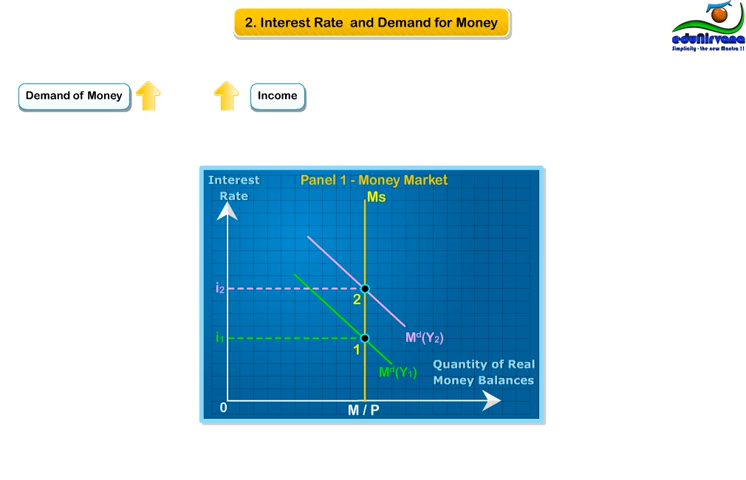 2. Interest Rate and Demand for Money
eduNirvana
Simplicity - the new Mantra !!
Demand of Money
Income
Interest
Rate
Panel 1 - Money Market
Ms
i₂
2
Mᵈ(Y₂)
i₁
1
Mᵈ(Y₁)
Quantity of Real
Money Balances
0
M / P